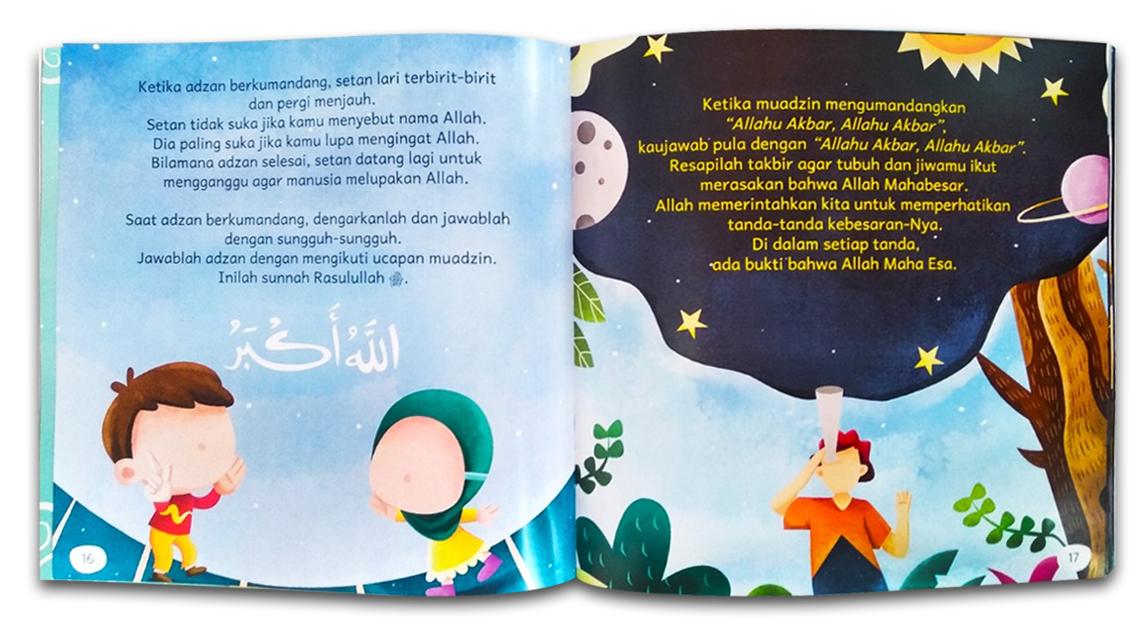 Ketika adzan berkumandang, setan lari terbirit-birit
dan pergi menjauh.
Setan tidak suka jika kamu menyebut nama Allah.
Dia paling suka jika kamu lupa mengingat Allah.
Bilamana adzan selesai, setan datang lagi untuk
mengganggu agar manusia melupakan Allah.
Saat adzan berkumandang, dengarkanlah dan jawablah
dengan sungguh-sungguh.
Jawablah adzan dengan mengikuti ucapan muadzin.
Inilah sunnah Rasulullah ﷺ.
اللَّهُ أَكْبَرُ
16
Ketika muadzin mengumandangkan
“Allahu Akbar, Allahu Akbar”,
kaujawab pula dengan “Allahu Akbar, Allahu Akbar”.
Resapilah takbir agar tubuh dan jiwamu ikut
merasakan bahwa Allah Mahabesar.
Allah memerintahkan kita untuk memperhatikan
tanda-tanda kebesaran-Nya.
Di dalam setiap tanda,
ada bukti bahwa Allah Maha Esa.
17